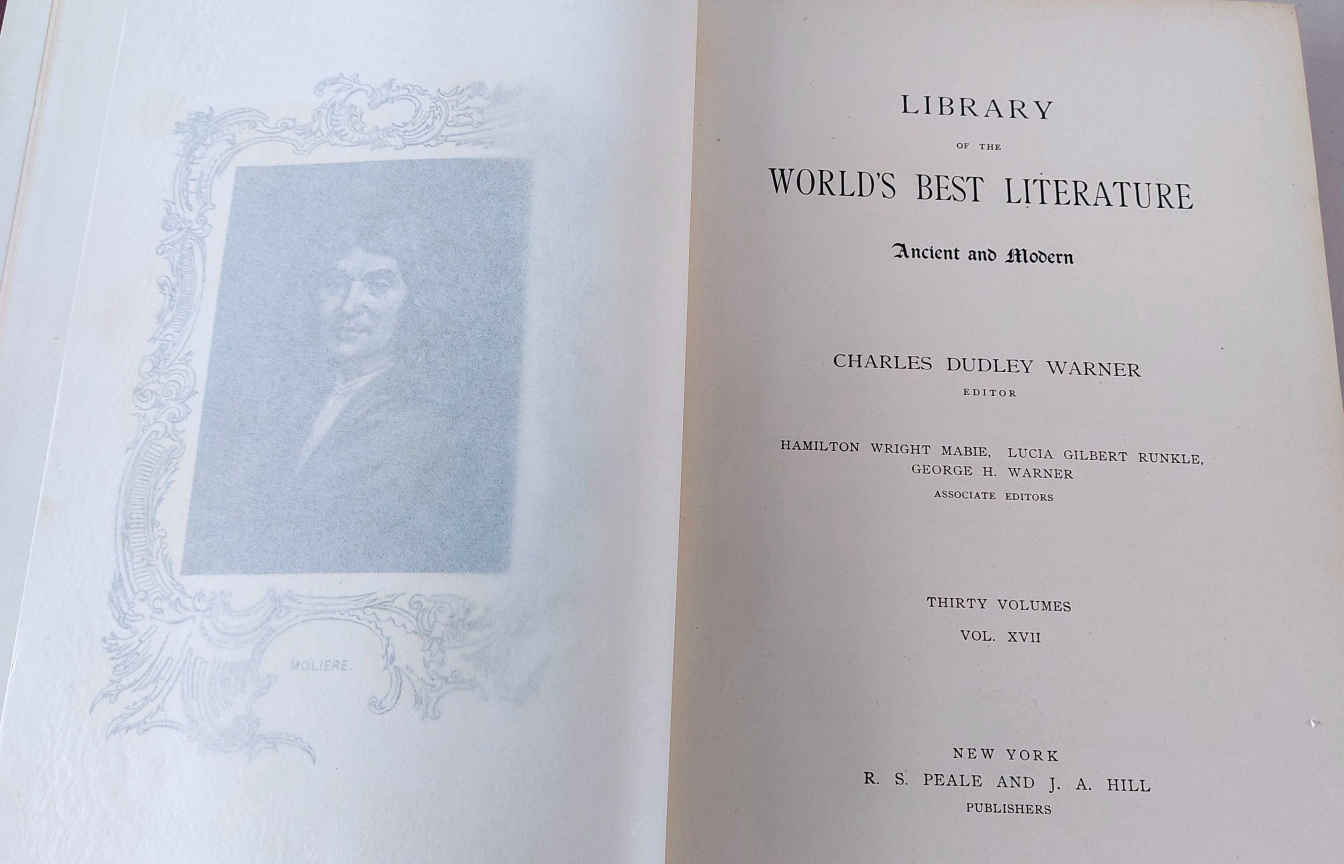 MOLIERE.
LIBRARY
OF THE
WORLD'S BEST LITERATURE
Ancient and Modern
CHARLES DUDLEY WARNER
EDITOR
HAMILTON WRIGHT MABIE, LUCIA GILBERT RUNKLE,
GEORGE H. WARNER
ASSOCIATE EDITORS
THIRTY VOLUMES
VOL. XVII
NEW YORK
R. S. PEALE AND J. A. HILL
PUBLISHERS